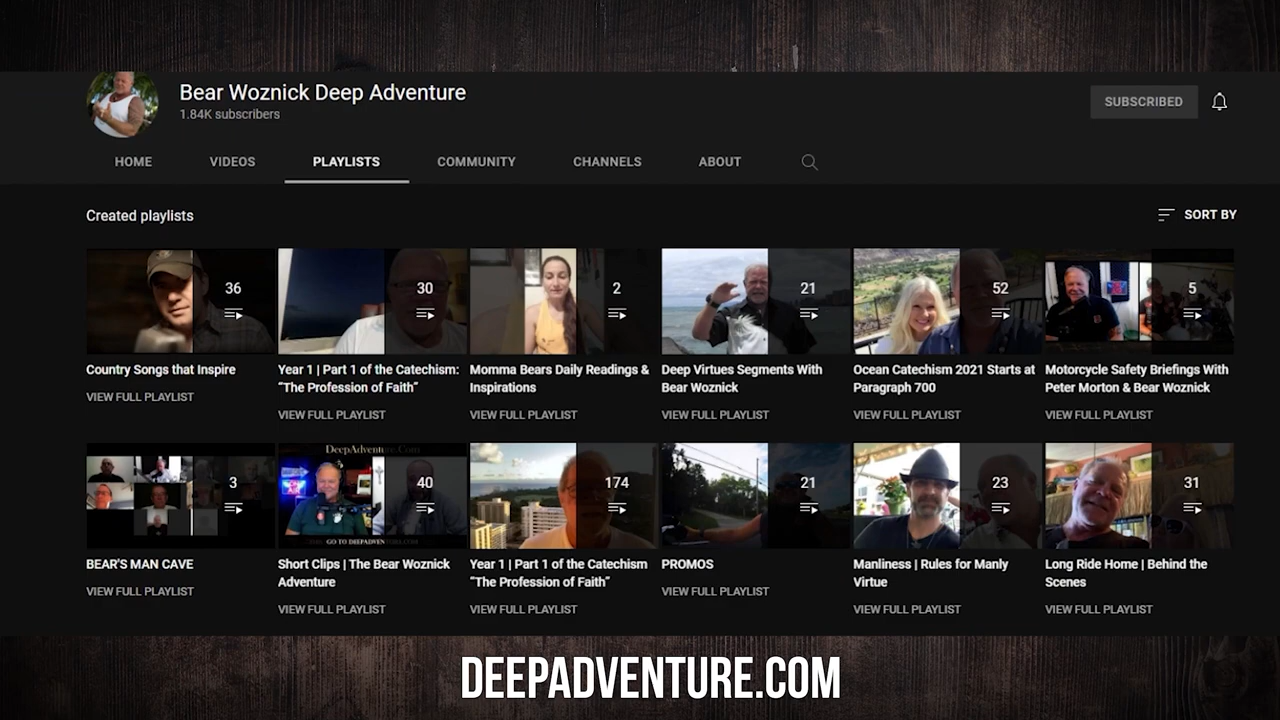 Bear Woznick Deep Adventure
1.84K subscribers
SUBSCRIBED
HOME VIDEOS PLAYLISTS COMMUNITY CHANNELS ABOUT
Created playlists
SORT BY
36
30
2
21
52
5
Country Songs that Inspire
VIEW FULL PLAYLIST
Year 1 | Part 1 of the Catechism:
“The Profession of Faith”
VIEW FULL PLAYLIST
Momma Bears Daily Readings &
Inspirations
VIEW FULL PLAYLIST
Deep Virtues Segments With
Bear Woznick
VIEW FULL PLAYLIST
Ocean Catechism 2021 Starts at
Paragraph 700
VIEW FULL PLAYLIST
Motorcycle Safety Briefings With
Peter Morton & Bear Woznick
VIEW FULL PLAYLIST
3
DeepAdventure.Com
40
GO TO DEEPADVENTURE.COM
174
21
23
31
BEAR'S MAN CAVE
VIEW FULL PLAYLIST
Short Clips | The Bear Woznick
Adventure
VIEW FULL PLAYLIST
Year 1 | Part 1 of the Catechism
“The Profession of Faith”
VIEW FULL PLAYLIST
PROMOS
VIEW FULL PLAYLIST
Manliness | Rules for Manly
Virtue
VIEW FULL PLAYLIST
Long Ride Home | Behind the
Scenes
VIEW FULL PLAYLIST
DEEPADVENTURE.COM